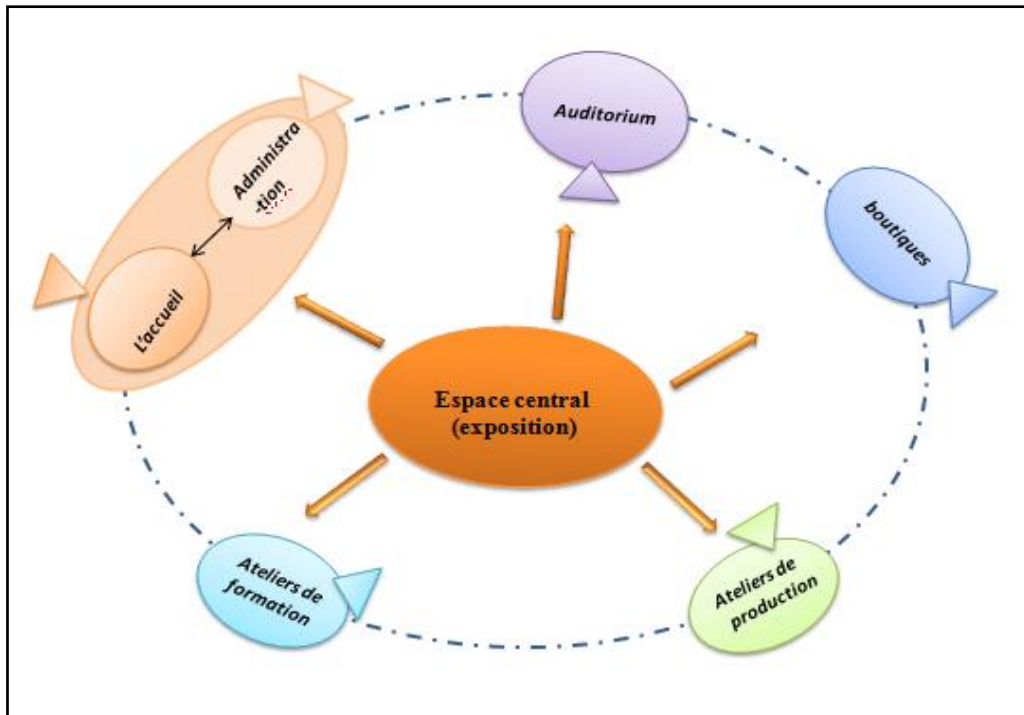 Administra
-tion
L'accueil
Auditorium
boutiques
Espace central
(exposition)
Ateliers de
formation
Ateliers de
production